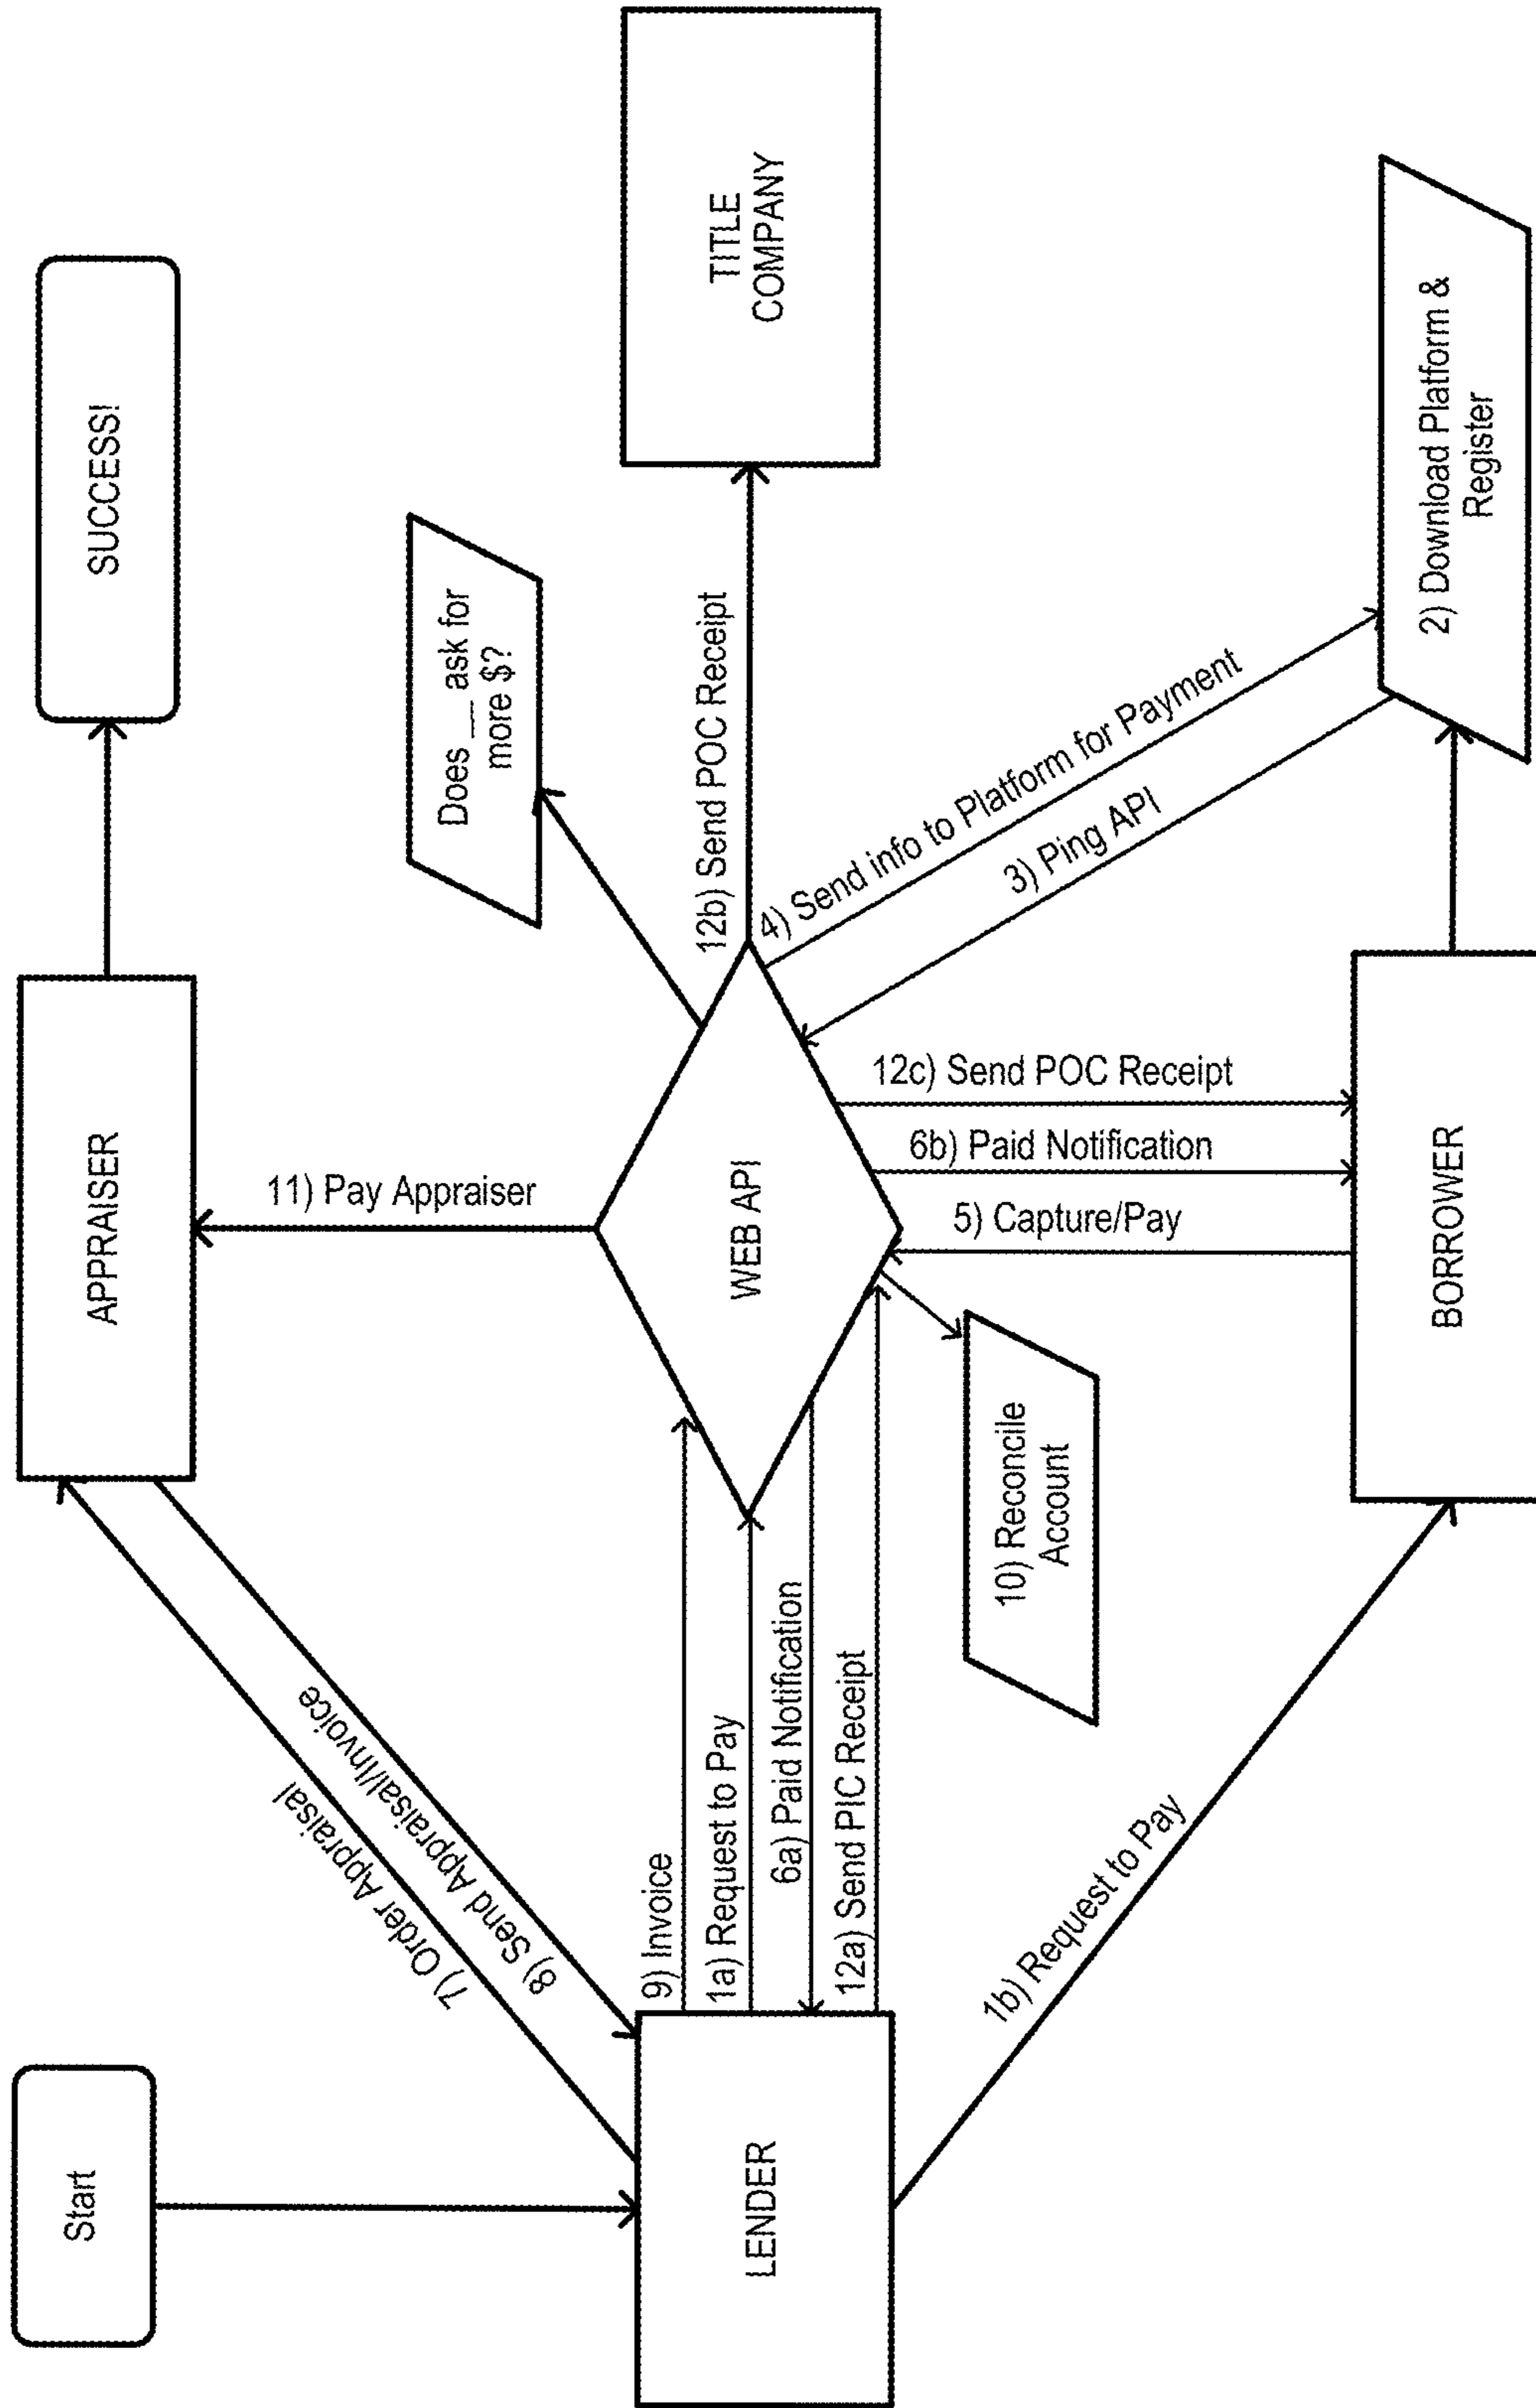 Start
APPRAISER
SUCCESS!
7) Order Appraisal
8) Send Appraisal/Invoice
11) Pay Appraiser
Does __ ask for
more $?
LENDER
9) Invoice
1a) Request to Pay
6a) Paid Notification
12a) Send PIC Receipt
WEB API
12b) Send POC Receipt
TITLE
COMPANY
4) Send info to Platform for Payment
3) Ping API
10) Reconcile
Account
5) Capture/Pay
6b) Paid Notification
12c) Send POC Receipt
1b) Request to Pay
BORROWER
2) Download Platform &
Register